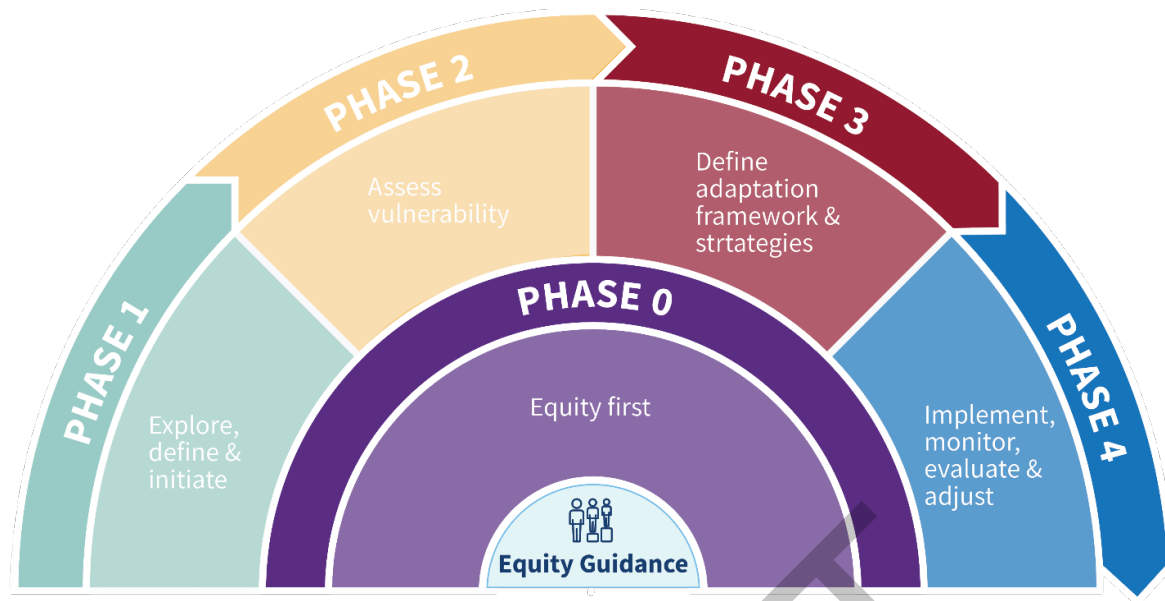 PHASE 1
Explore,
define &
initiate
PHASE 2
Assess
vulnerability
PHASE 3
Define
adaptation
framework &
strtategies
PHASE 4
Implement,
monitor,
evaluate &
adjust
PHASE 0
Equity first
Equity Guidance